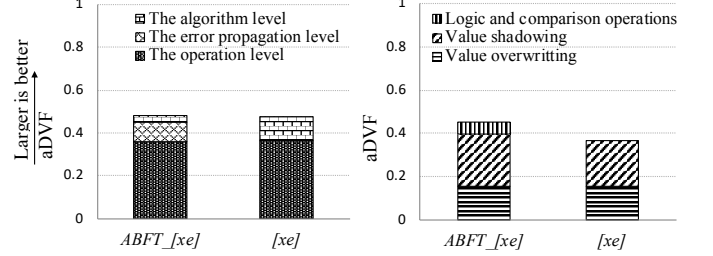 Larger is better
aDVF
1
0.8
0.6
0.4
0.2
0
The algorithm level
The error propagation level
The operation level
ABFT_[xe]
[xe]
aDVF
1
0.8
0.6
0.4
0.2
0
Logic and comparison operations
Value shadowing
Value overwritting
ABFT_[xe]
[xe]